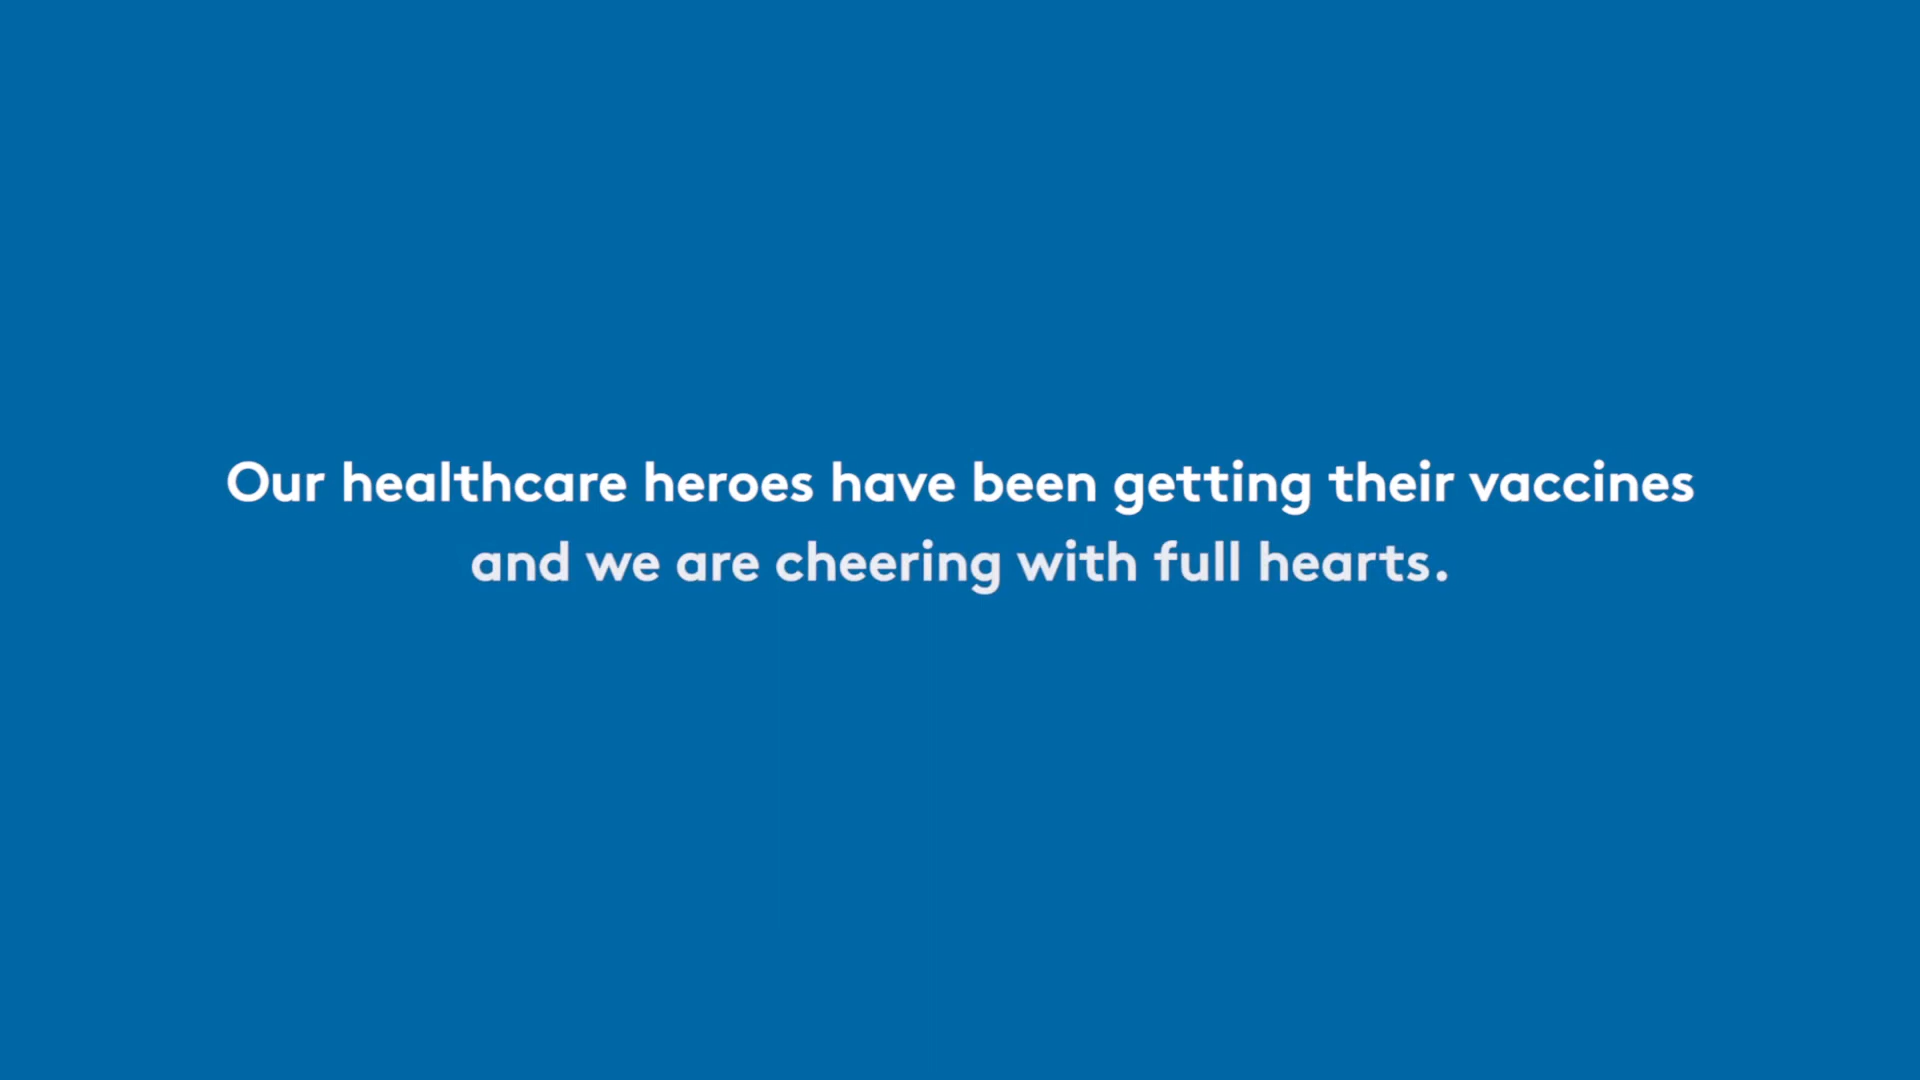 Our healthcare heroes have been getting their vaccines
and we are cheering with full hearts.